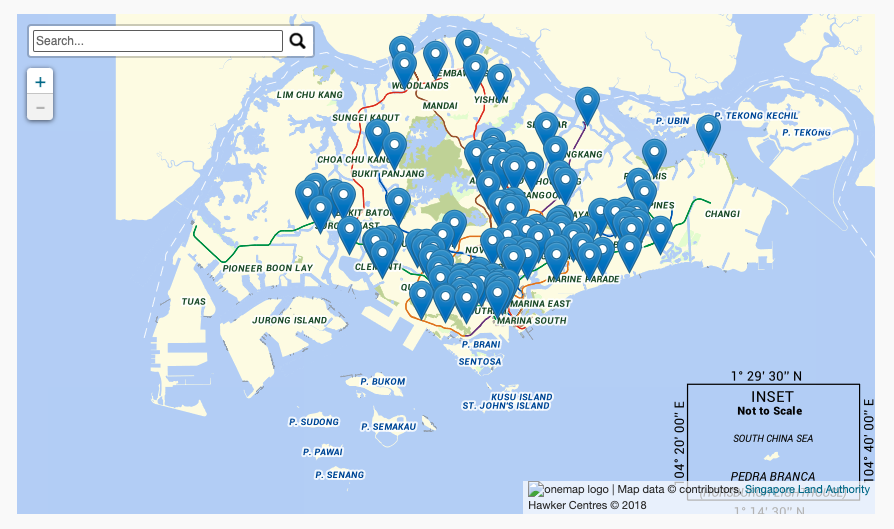 Search...
+
−
WOODLANDS
LIM CHU KANG
MANDAI
YISHUN
SUNGEI KADUT
P. UBIN
P. TEKONG KECHIL
P. TEKONG
CHOA CHU KANG
BUKIT PANJANG
CHANGI
PIONEER
BOON LAY
MARINE PARADE
TUAS
JURONG ISLAND
MARINA EAST
MARINA SOUTH
P. BRANI
SENTOSA
P. BUKOM
KUSU ISLAND
ST. JOHN'S ISLAND
P. SUDONG
P. SEMAKAU
P. PAWAI
P. SENANG
1° 29' 30" N
INSET
Not to Scale
SOUTH CHINA SEA
PEDRA BRANCA
104° 20' 00" E
104° 40' 00" E
onemap logo | Map data © contributors, Singapore Land Authority
Hawker Centres © 2018
1° 14' 30" N